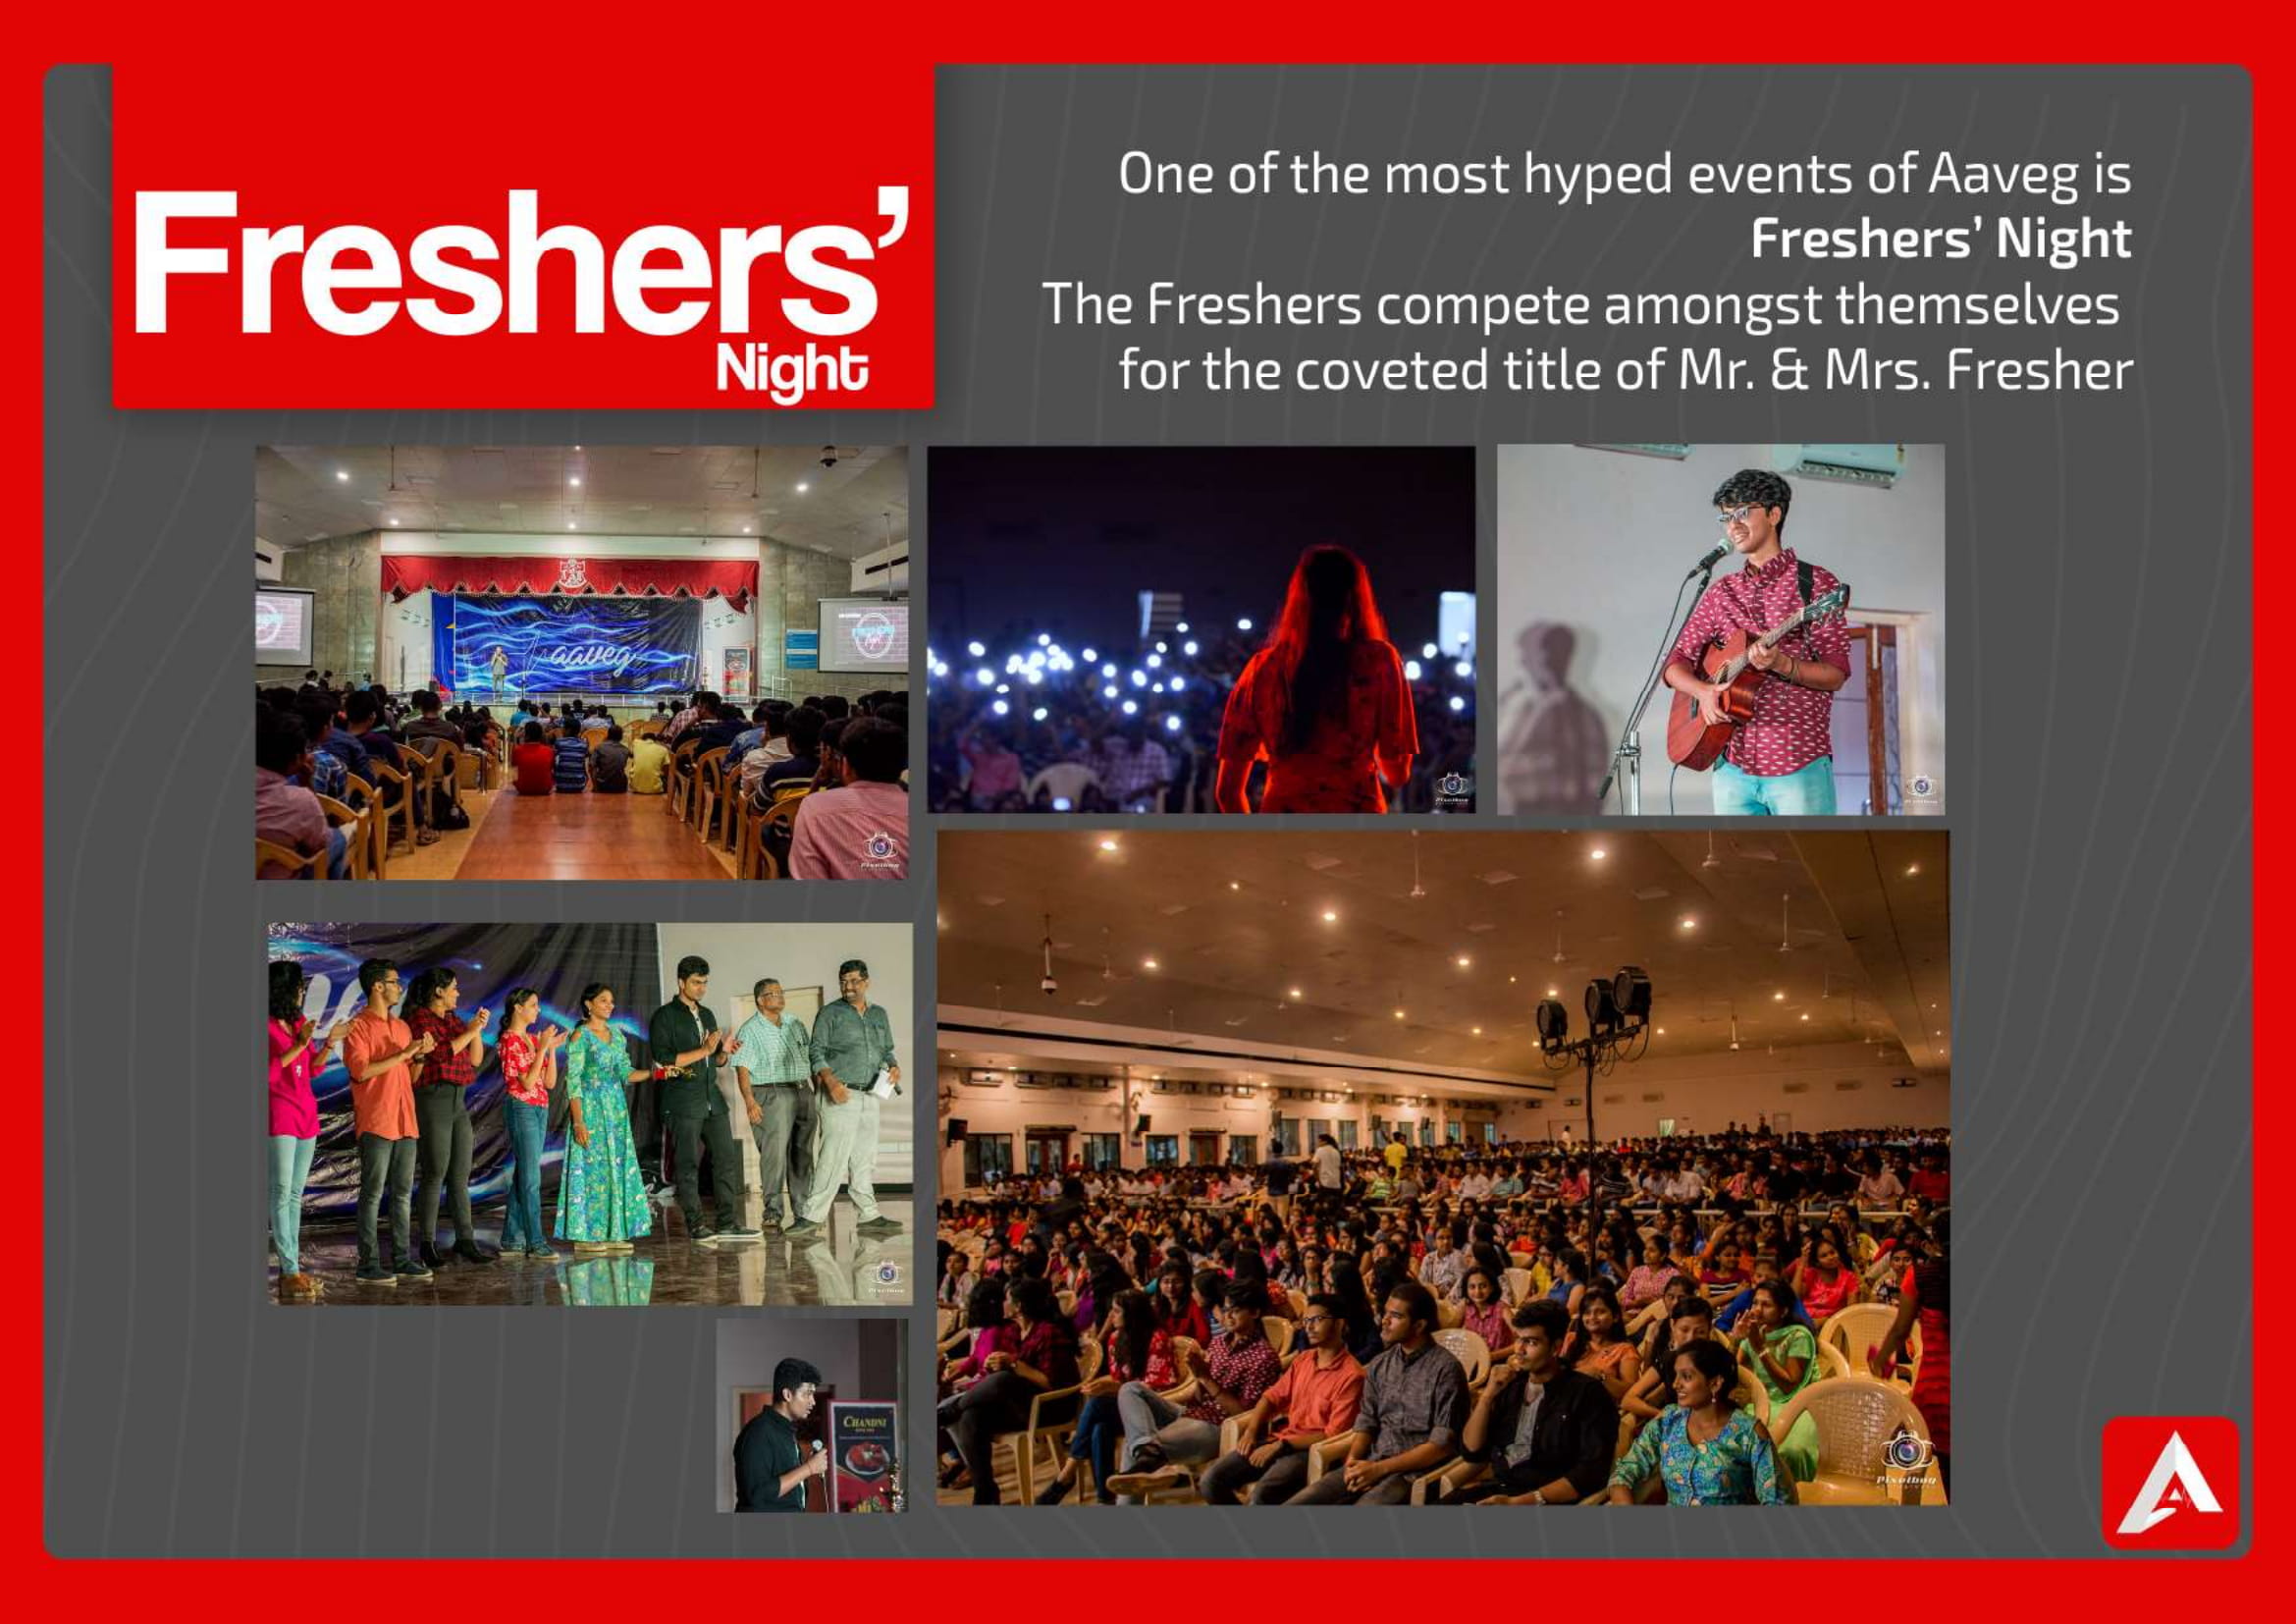 Freshers’
Night
One of the most hyped events of Aaveg is
Freshers’ Night
The Freshers compete amongst themselves
for the coveted title of Mr. & Mrs. Fresher
aaveg
CHANDNI
Pixelbug